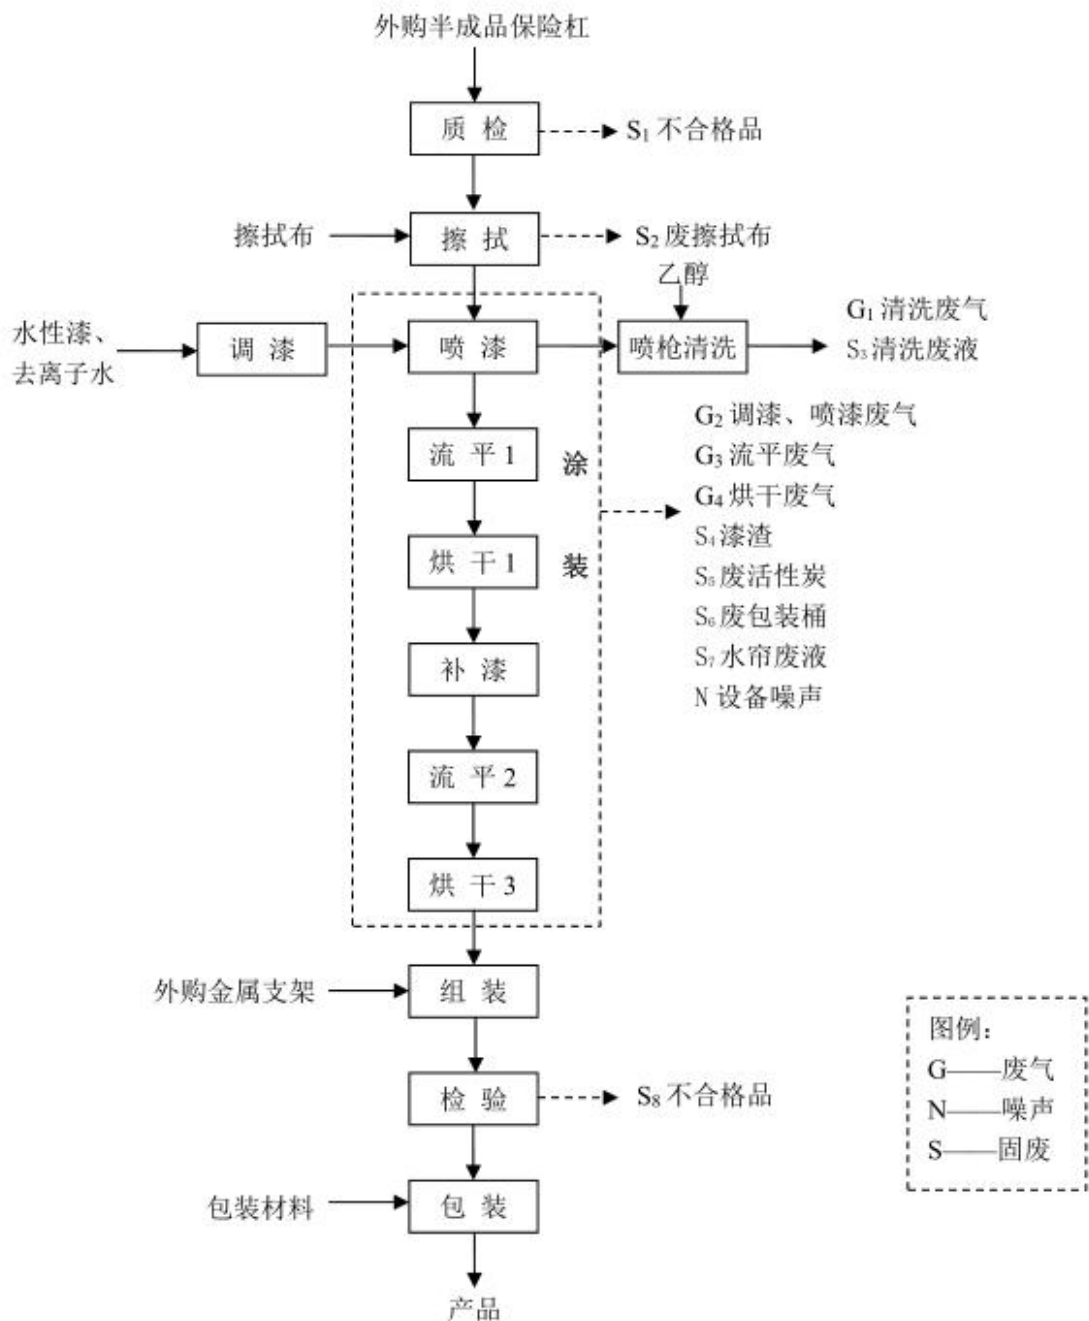 外购半成品保险杠
质 检
S₁ 不合格品
擦拭布
擦 拭
S₂ 废擦拭布
乙醇
水性漆、
去离子水
调 漆
喷 漆
喷枪清洗
G₁ 清洗废气
S₃ 清洗废液
流 平 1
涂
装
烘 干 1
补 漆
流 平 2
烘 干 3
G₂ 调漆、喷漆废气
G₃ 流平废气
G₄ 烘干废气
S₄ 漆渣
S₅ 废活性炭
S₆ 废包装桶
S₇ 水帘废液
N 设备噪声
外购金属支架
组 装
检 验
S₈ 不合格品
包装材料
包 装
产品
图例：
G——废气
N——噪声
S——固废